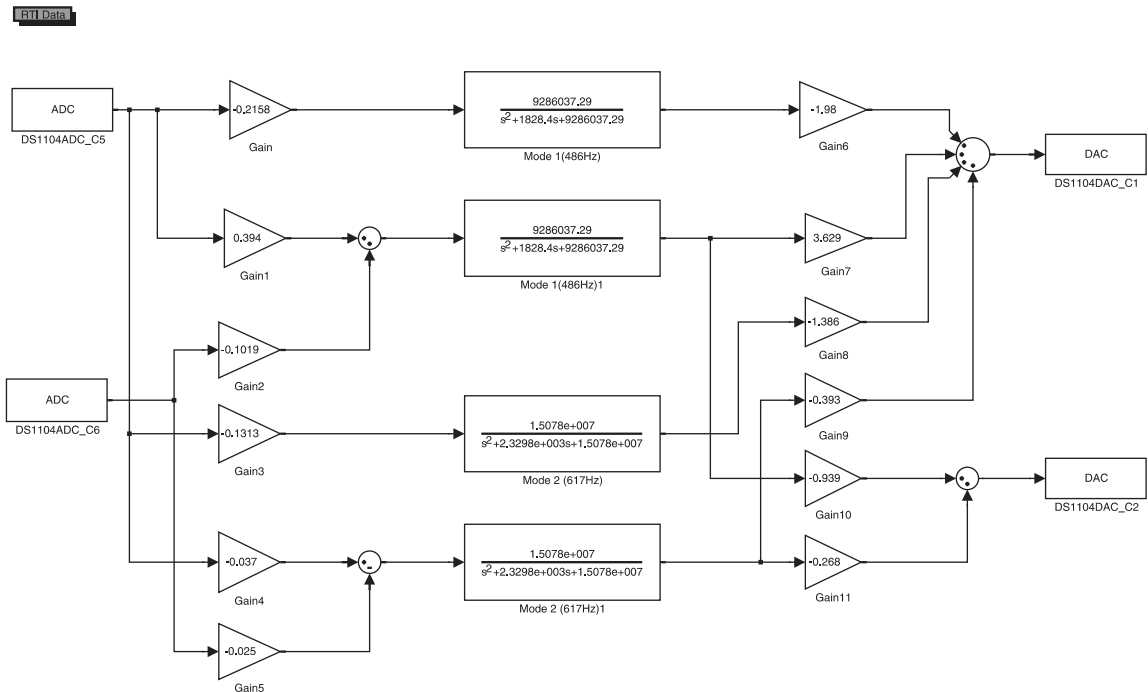 RTI Data
ADC
DS1104ADC_C5
-0.2158
Gain
9286037.29
s2+1828.4s+9286037.29
Mode 1(486Hz)
-1.98
Gain6
DAC
DS1104DAC_C1
0.394
Gain1
9286037.29
s2+1828.4s+9286037.29
Mode 1(486Hz)1
3.629
Gain7
-1.386
Gain8
-0.1019
Gain2
ADC
DS1104ADC_C6
-0.1313
Gain3
1.5078e+007
s2+2.3298e+003s+1.5078e+007
Mode 2 (617Hz)
-0.393
Gain9
-0.939
Gain10
DAC
DS1104DAC_C2
-0.037
Gain4
-
1.5078e+007
s2+2.3298e+003s+1.5078e+007
Mode 2 (617Hz)1
-0.268
Gain11
-0.025
Gain5